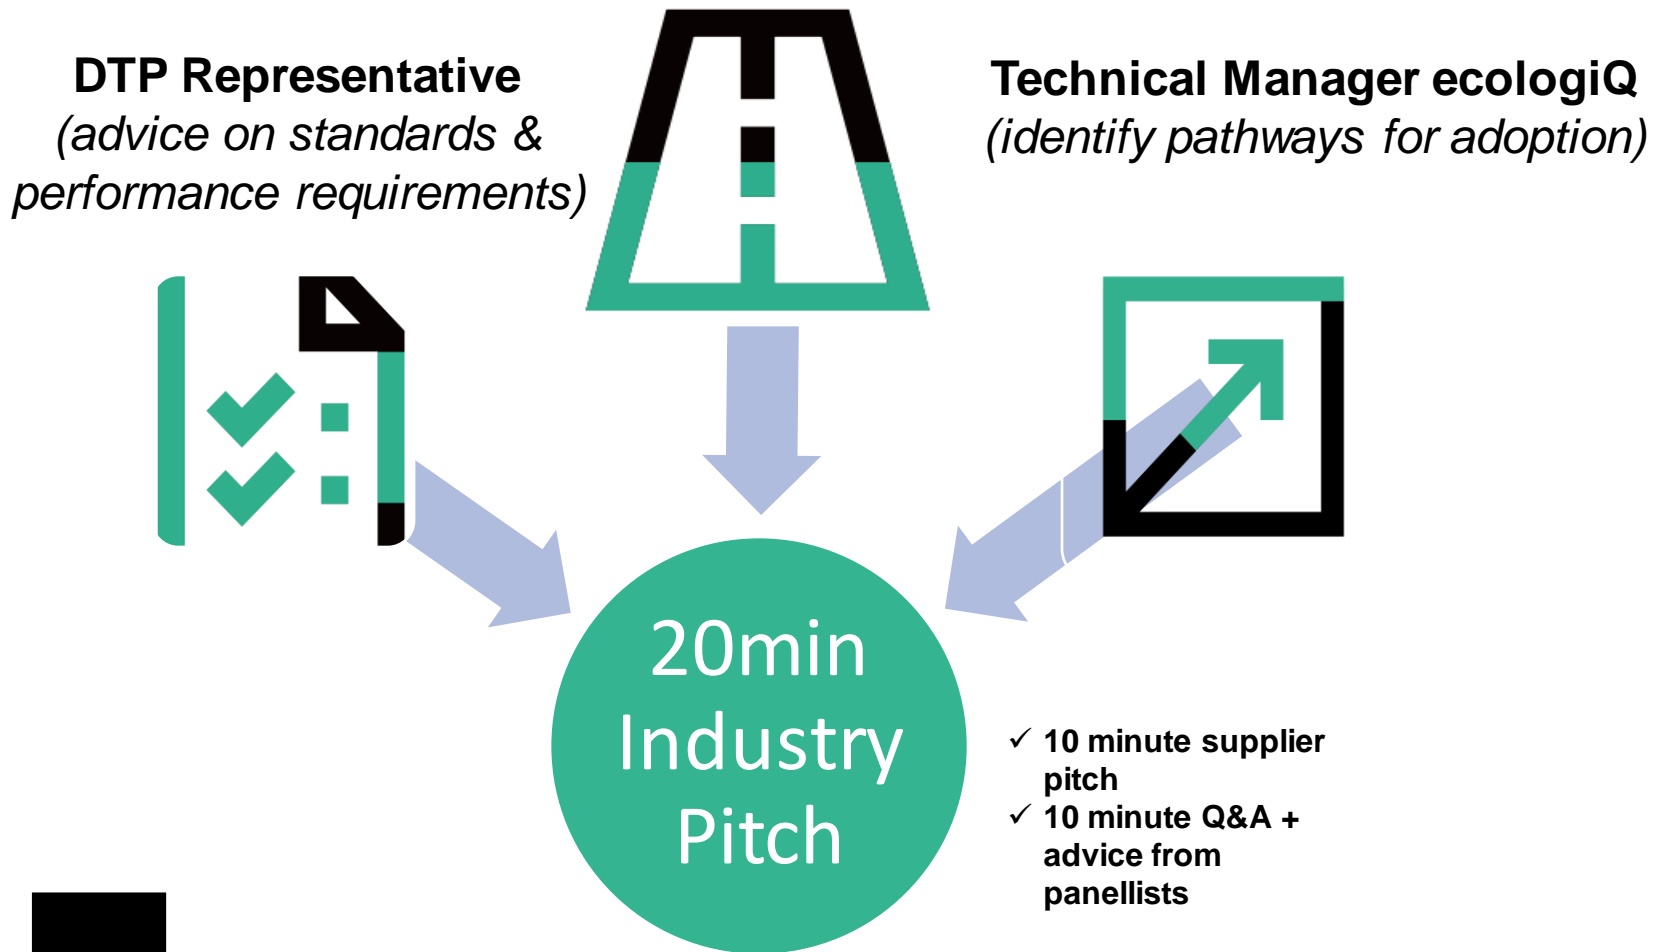 DTP Representative
(advice on standards &
performance requirements)
Technical Manager ecologiQ
(identify pathways for adoption)
20min
Industry
Pitch
✓ 10 minute supplier
pitch
✓ 10 minute Q&A +
advice from
panellists